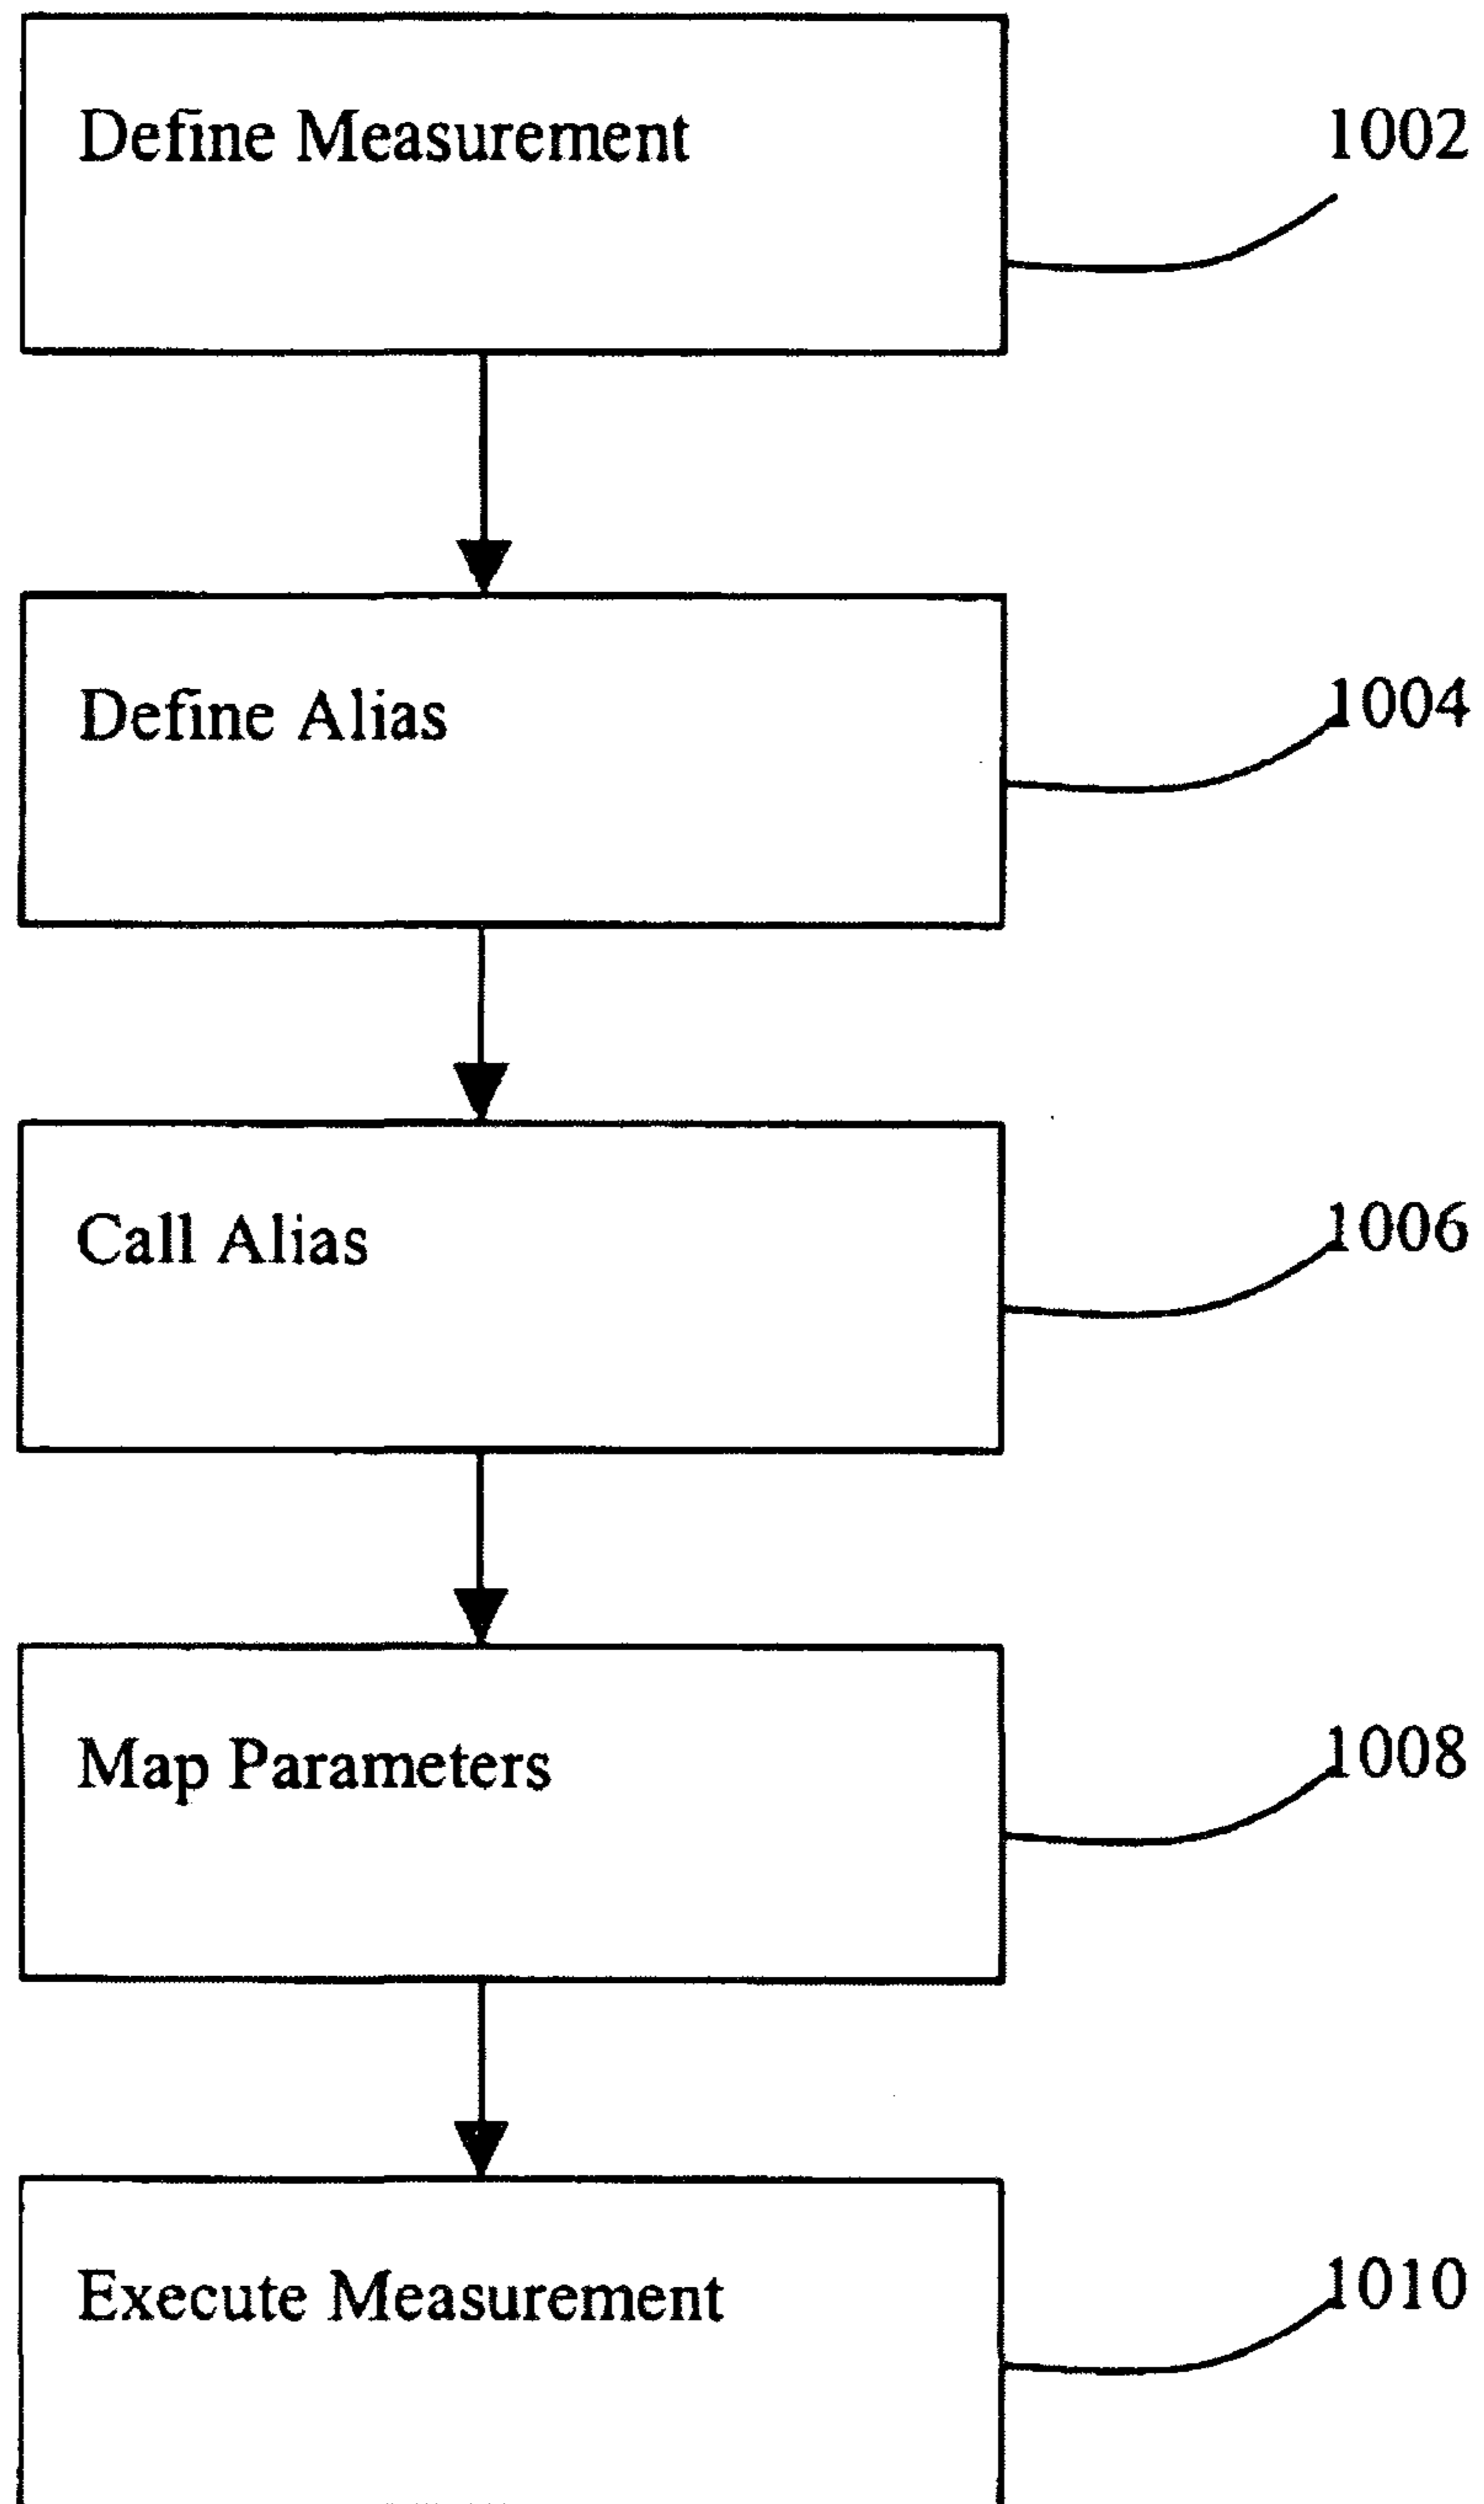 Define Measurement
1002
Define Alias
1004
Call Alias
1006
Map Parameters
1008
Execute Measurement
1010